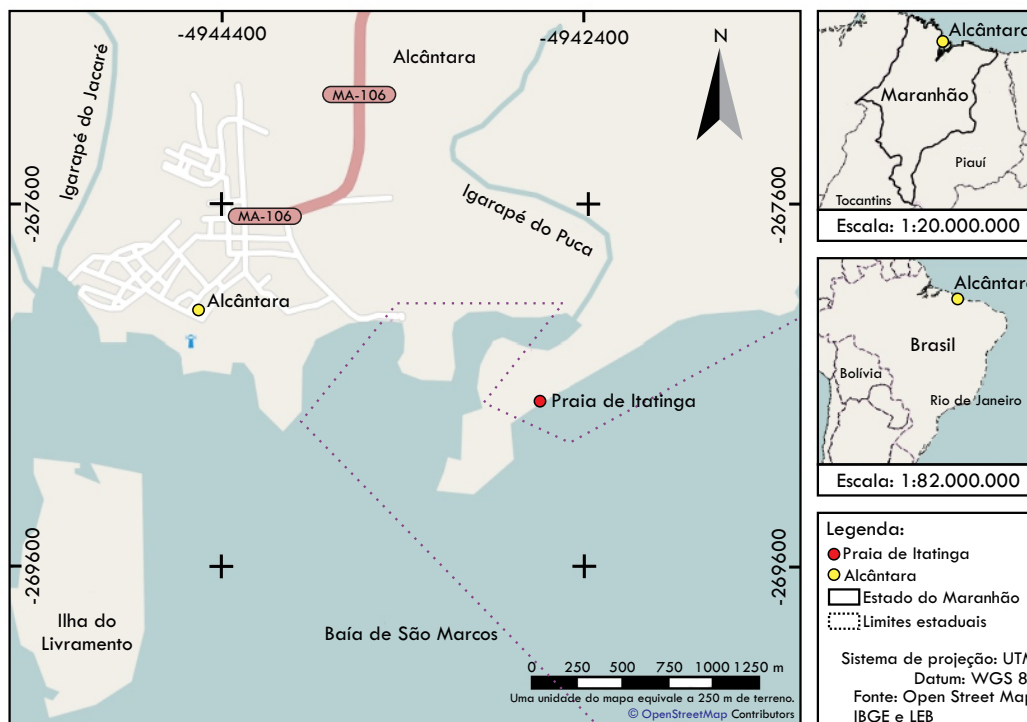 -4944400
-4942400
N
Alcântara
MA-106
Igarapé do Jacaré
-267600
-267600
Igarapé do Puca
MA-106
Alcântara
Praia de Itatinga
-269600
-269600
Ilha do
Livramento
Baía de São Marcos
0 250 500 750 1000 1250 m
Uma unidade do mapa equivale a 250 m de terreno.
© OpenStreetMap Contributors
Alcântara
Maranhão
Piauí
Tocantins
Escala: 1:20.000.000
Alcântara
Brasil
Bolívia
Rio de Janeiro
Escala: 1:82.000.000
Legenda:
Praia de Itatinga
Alcântara
Estado do Maranhão
Limites estaduais
Sistema de projeção: UTM
Datum: WGS 8
Fonte: Open Street Map
IBGE e LEB